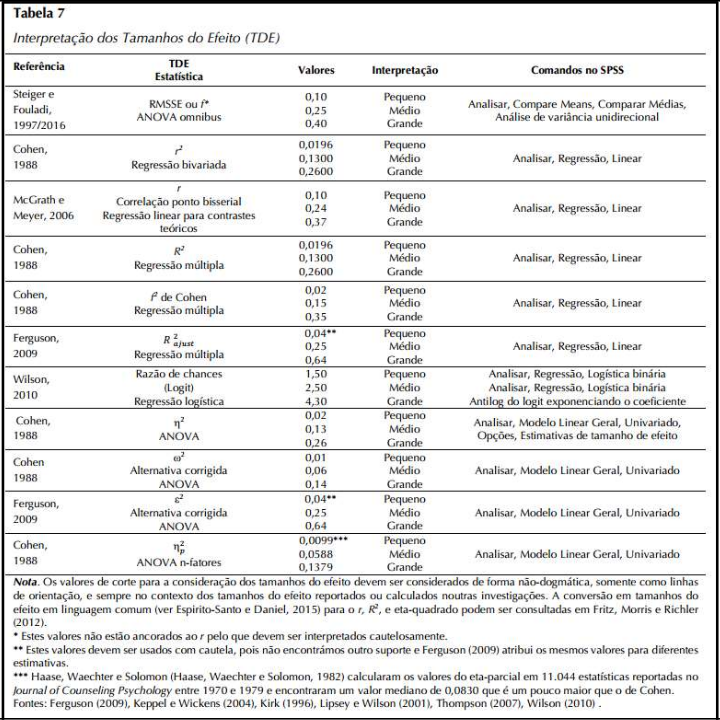 Tabela 7
Interpretação dos Tamanhos do Efeito (TDE)
Referência TDE Estatística Valores Interpretação Comandos no SPSS
Steiger e Fouladi, 1997/2016 RMSSE ou f* ANOVA omnibus 0,10 Pequeno Analisar, Compare Means, Comparar Médias, Análise de variância unidirecional
0,25 Médio
0,40 Grande
Cohen, 1988 r² Regressão bivariada 0,0196 Pequeno Analisar, Regressão, Linear
0,1300 Médio
0,2600 Grande
McGrath e Meyer, 2006 r Correlação ponto bisserial Regressão linear para contrastes teóricos 0,10 Pequeno Analisar, Regressão, Linear
0,24 Médio
0,37 Grande
Cohen, 1988 R² Regressão múltipla 0,0196 Pequeno Analisar, Regressão, Linear
0,1300 Médio
0,2600 Grande
Cohen, 1988 f² de Cohen Regressão múltipla 0,02 Pequeno Analisar, Regressão, Linear
0,15 Médio
0,35 Grande
Ferguson, 2009 R²ajust Regressão múltipla 0,04** Pequeno Analisar, Regressão, Linear
0,25 Médio
0,64 Grande
Wilson, 2010 Razão de chances (Logit) Regressão logística 1,50 Pequeno Analisar, Regressão, Logística binária
2,50 Médio Analisar, Regressão, Logística binária
4,30 Grande Antilog do logit exponenciando o coeficiente
Cohen, 1988 η² ANOVA 0,02 Pequeno Analisar, Modelo Linear Geral, Univariado, Opções, Estimativas de tamanho de efeito
0,13 Médio
0,26 Grande
Cohen 1988 ω² Alternativa corrigida ANOVA 0,01 Pequeno Analisar, Modelo Linear Geral, Univariado
0,06 Médio
0,14 Grande
Ferguson, 2009 ε² Alternativa corrigida ANOVA 0,04** Pequeno Analisar, Modelo Linear Geral, Univariado
0,25 Médio
0,64 Grande
Cohen, 1988 η²p ANOVA n-fatores 0,0099*** Pequeno Analisar, Modelo Linear Geral, Univariado
0,0588 Médio
0,1379 Grande
Nota. Os valores de corte para a consideração dos tamanhos do efeito devem ser considerados de forma não-dogmática, somente como linhas
de orientação, e sempre no contexto dos tamanhos do efeito reportados ou calculados noutras investigações. A conversão em tamanhos do
efeito em linguagem comum (ver Espirito-Santo e Daniel, 2015) para o r, R², e eta-quadrado podem ser consultadas em Fritz, Morris e Richler
(2012).
* Estes valores não estão ancorados ao r pelo que devem ser interpretados cautelosamente.
** Estes valores devem ser usados com cautela, pois não encontrámos outro suporte e Ferguson (2009) atribui os mesmos valores para diferentes
estimativas.
*** Haase, Waechter e Solomon (Haase, Waechter e Solomon, 1982) calcularam os valores do eta-parcial em 11.044 estatísticas reportadas no
Journal of Counseling Psychology entre 1970 e 1979 e encontraram um valor mediano de 0,0830 que é um pouco maior que o de Cohen.
Fontes: Ferguson (2009), Keppel e Wickens (2004), Kirk (1996), Lipsey e Wilson (2001), Thompson (2007), Wilson (2010) .